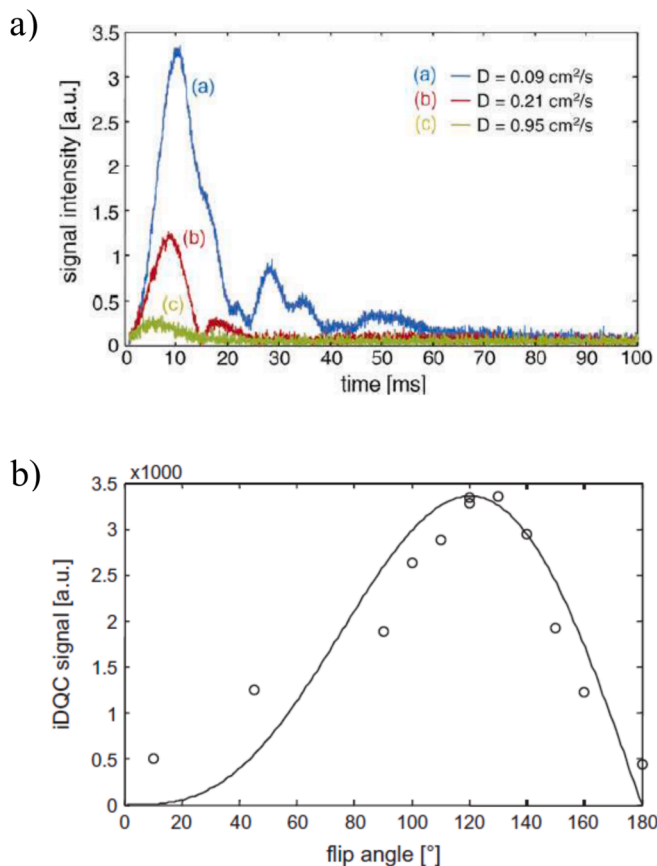 a)
3.5
3
2.5
2
1.5
1
0.5
0
signal intensity [a.u.]
(a)
(b)
(c)
(a) D = 0.09 cm²/s
(b) D = 0.21 cm²/s
(c) D = 0.95 cm²/s
0 10 20 30 40 50 60 70 80 90 100
time [ms]
b)
x1000
3.5
3
2.5
2
1.5
1
0.5
0
iDQC signal [a.u.]
0 20 40 60 80 100 120 140 160 180
flip angle [°]